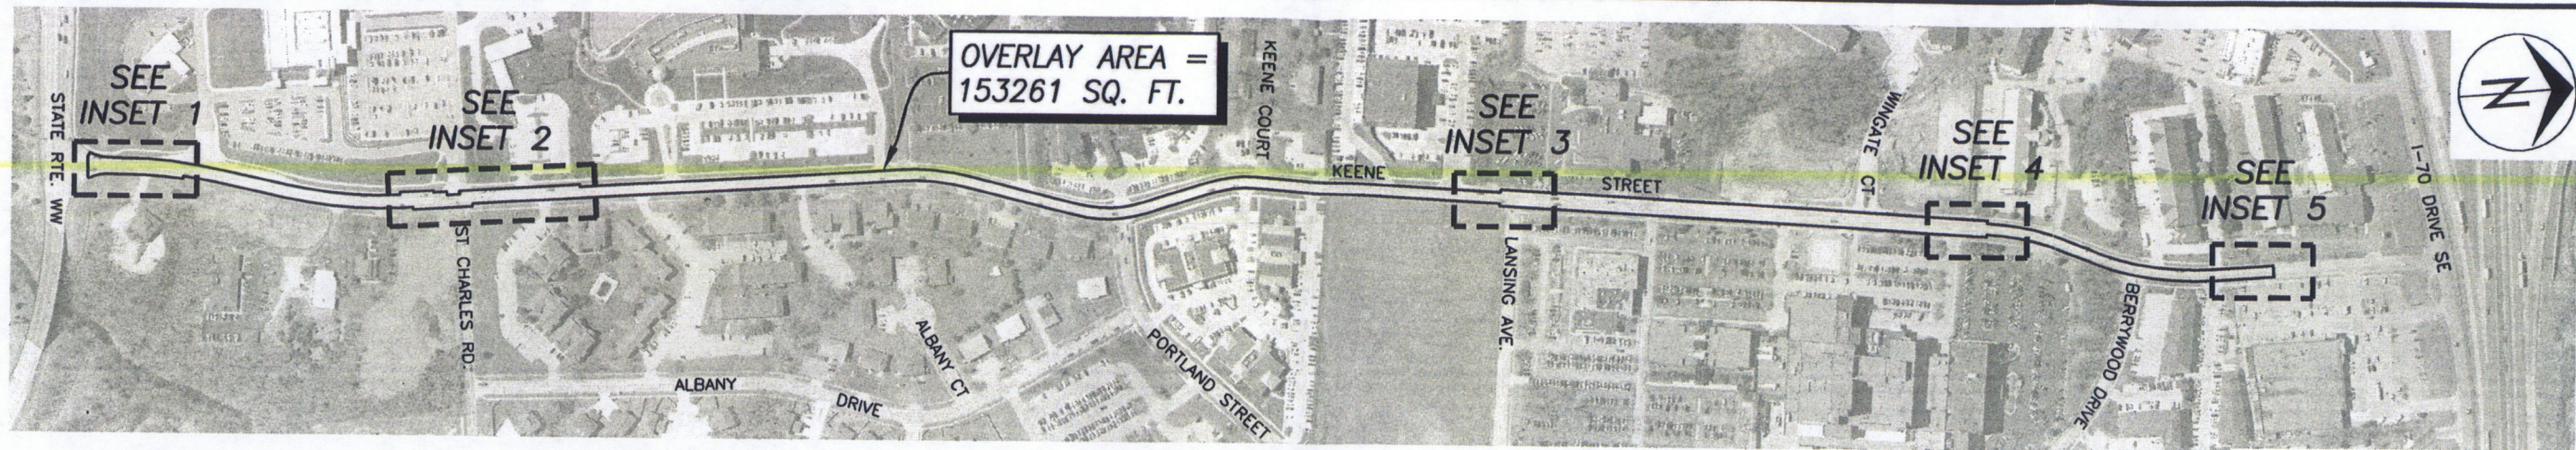 SEE
INSET 1
STATE RTE. WW
SEE
INSET 2
ST CHARLES RD.
OVERLAY AREA =
153261 SQ. FT.
KEENE COURT
KEENE STREET
SEE
INSET 3
LANSING AVE.
WINGATE CT
SEE
INSET 4
SEE
INSET 5
I-70 DRIVE SE
N
ALBANY DRIVE
ALBANY CT
PORTLAND STREET
BERRYWOOD DRIVE